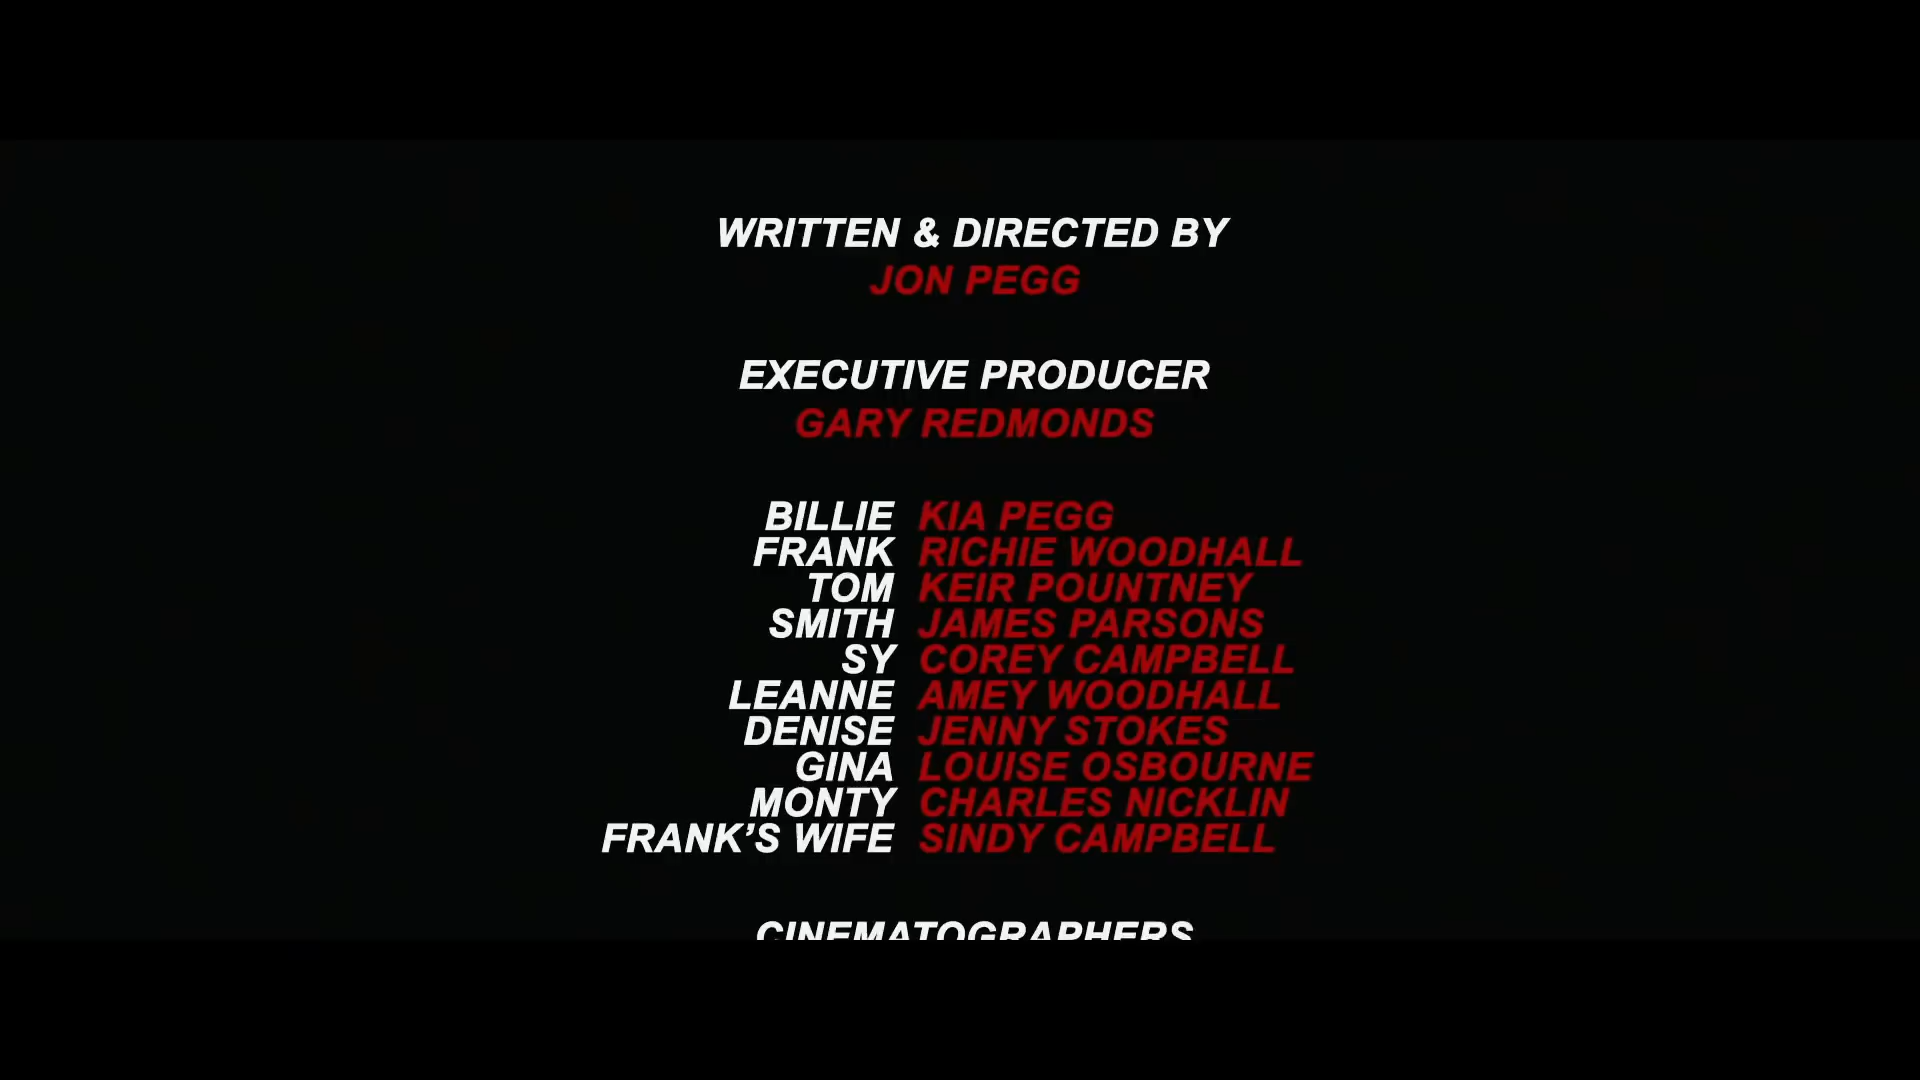 WRITTEN & DIRECTED BY
JON PEGG
EXECUTIVE PRODUCER
GARY REDMONDS
BILLIE KIA PEGG
FRANK RICHIE WOODHALL
TOM KEIR POUNTNEY
SMITH JAMES PARSONS
SY COREY CAMPBELL
LEANNE AMEY WOODHALL
DENISE JENNY STOKES
GINA LOUISE OSBOURNE
MONTY CHARLES NICKLIN
FRANK’S WIFE SINDY CAMPBELL
CINEMATOGRAPHERS